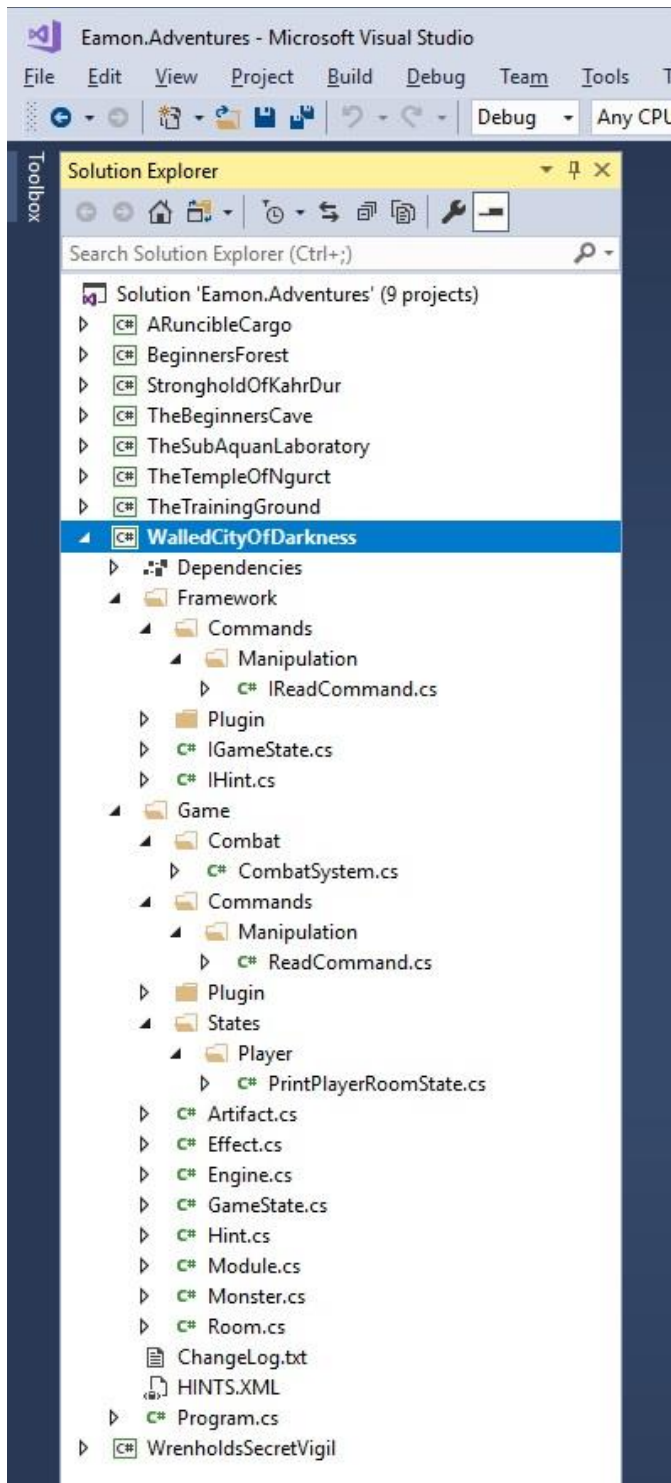 Eamon.Adventures - Microsoft Visual Studio
File Edit View Project Build Debug Team Tools
Debug Any CPU
Toolbox
Solution Explorer
Search Solution Explorer (Ctrl+;)
Solution 'Eamon.Adventures' (9 projects)
C# ARuncibleCargo
C# BeginnersForest
C# StrongholdOfKahrDur
C# TheBeginnersCave
C# TheSubAquanLaboratory
C# TheTempleOfNgurct
C# TheTrainingGround
C# WalledCityOfDarkness
Dependencies
Framework
Commands
Manipulation
C# IReadCommand.cs
Plugin
C# IGameState.cs
C# IHint.cs
Game
Combat
C# CombatSystem.cs
Commands
Manipulation
C# ReadCommand.cs
Plugin
States
Player
C# PrintPlayerRoomState.cs
C# Artifact.cs
C# Effect.cs
C# Engine.cs
C# GameState.cs
C# Hint.cs
C# Module.cs
C# Monster.cs
C# Room.cs
ChangeLog.txt
HINTS.XML
C# Program.cs
C# WrenholdsSecretVigil